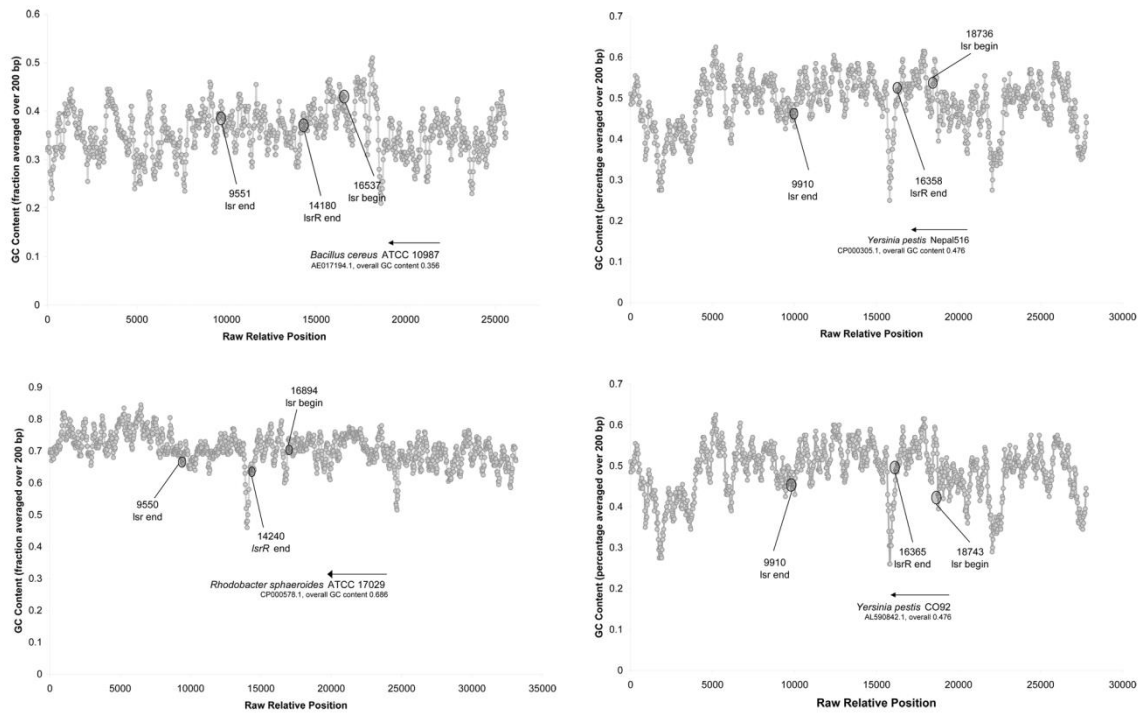 GC Content (fraction averaged over 200 bp)
0.6
0.5
0.4
0.3
0.2
0.1
0
9551
lsr end
14180
lsrR end
16537
lsr begin
Bacillus cereus ATCC 10987
AE017194.1, overall GC content 0.356
0 5000 10000 15000 20000 25000
Raw Relative Position
GC Content (percentage averaged over 200 bp)
0.7
0.6
0.5
0.4
0.3
0.2
0.1
0
18736
lsr begin
9910
lsr end
16358
lsrR end
Yersinia pestis Nepal516
CP000305.1, overall GC content 0.476
0 5000 10000 15000 20000 25000 30000
Raw Relative Position
GC Content (fraction averaged over 200 bp)
0.9
0.8
0.7
0.6
0.5
0.4
0.3
0.2
0.1
0
16894
lsr begin
9550
lsr end
14240
lsrR end
Rhodobacter sphaeroides ATCC 17029
CP000578.1, overall GC content 0.686
0 5000 10000 15000 20000 25000 30000 35000
Raw Relative Position
GC Content (percentage averaged over 200 bp)
0.7
0.6
0.5
0.4
0.3
0.2
0.1
0
9910
lsr end
16365
lsrR end
18743
lsr begin
Yersinia pestis CO92
AL590842.1, overall 0.476
0 5000 10000 15000 20000 25000 30000
Raw Relative Position